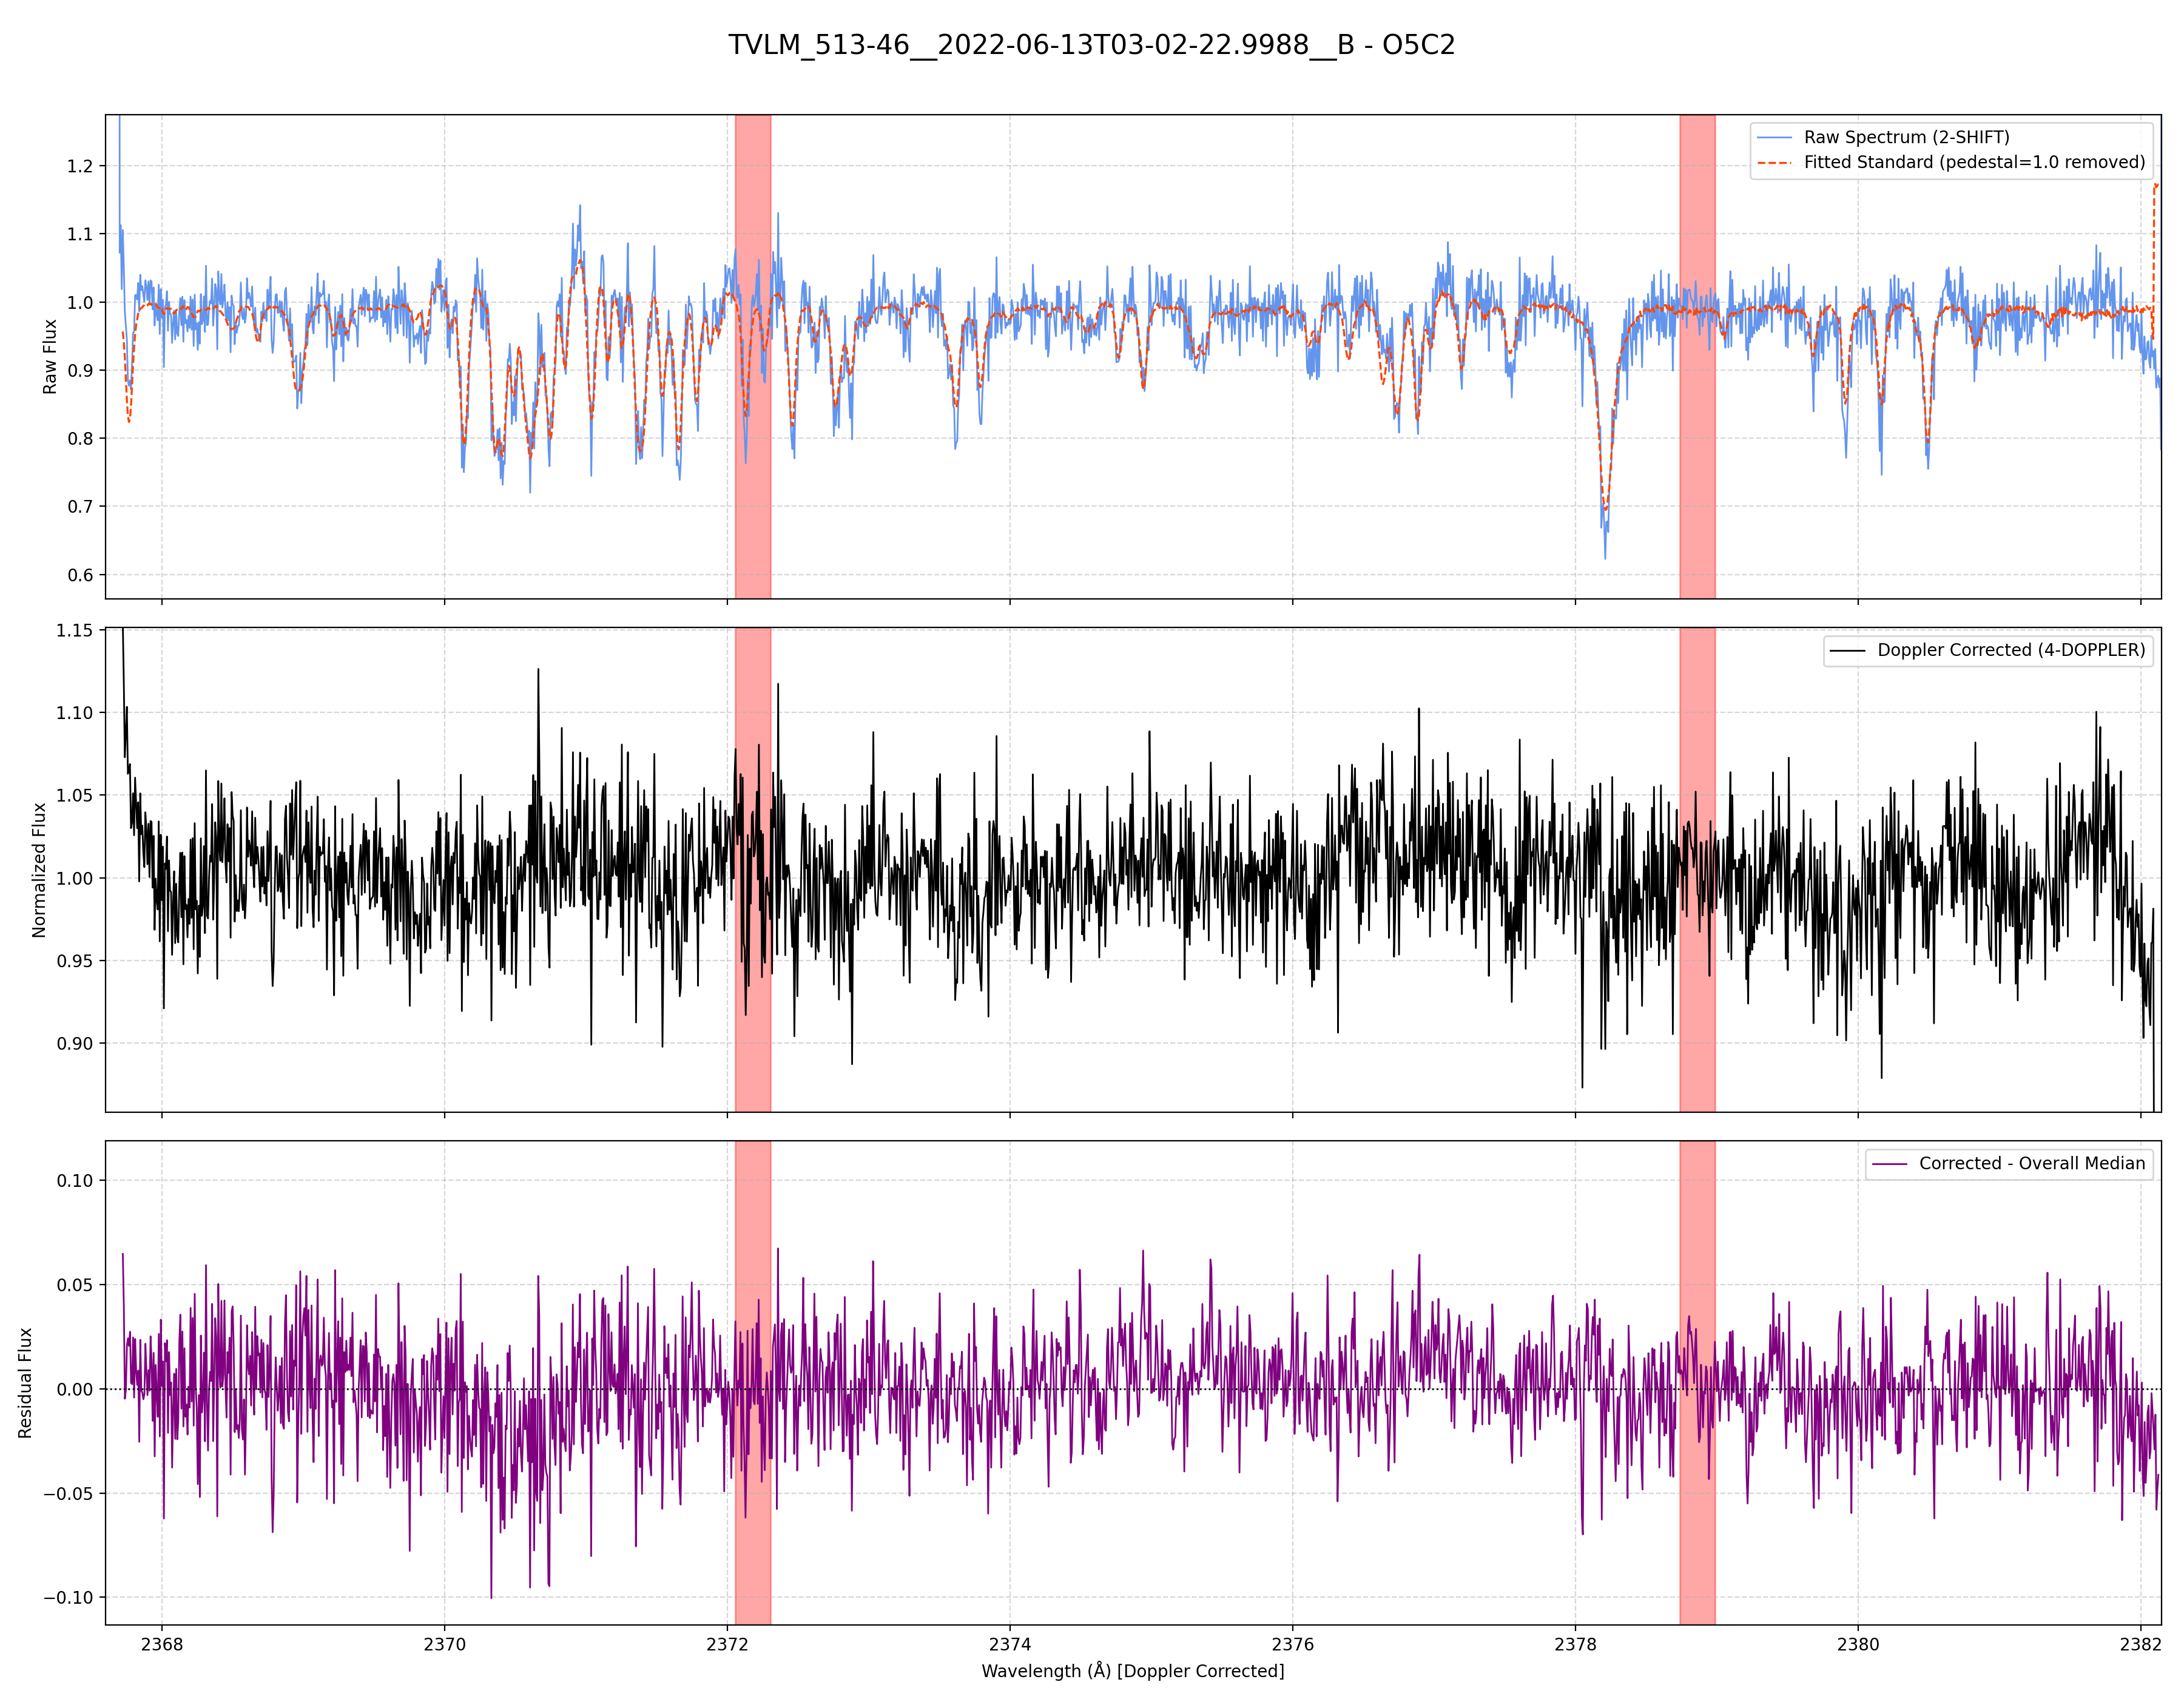 TVLM_513-46__2022-06-13T03-02-22.9988__B - O5C2
Raw Flux
1.2
1.1
1.0
0.9
0.8
0.7
0.6
Raw Spectrum (2-SHIFT)
Fitted Standard (pedestal=1.0 removed)
Normalized Flux
1.15
1.10
1.05
1.00
0.95
0.90
Doppler Corrected (4-DOPPLER)
Residual Flux
0.10
0.05
0.00
−0.05
−0.10
Corrected - Overall Median
2368 2370 2372 2374 2376 2378 2380 2382
Wavelength (Å) [Doppler Corrected]